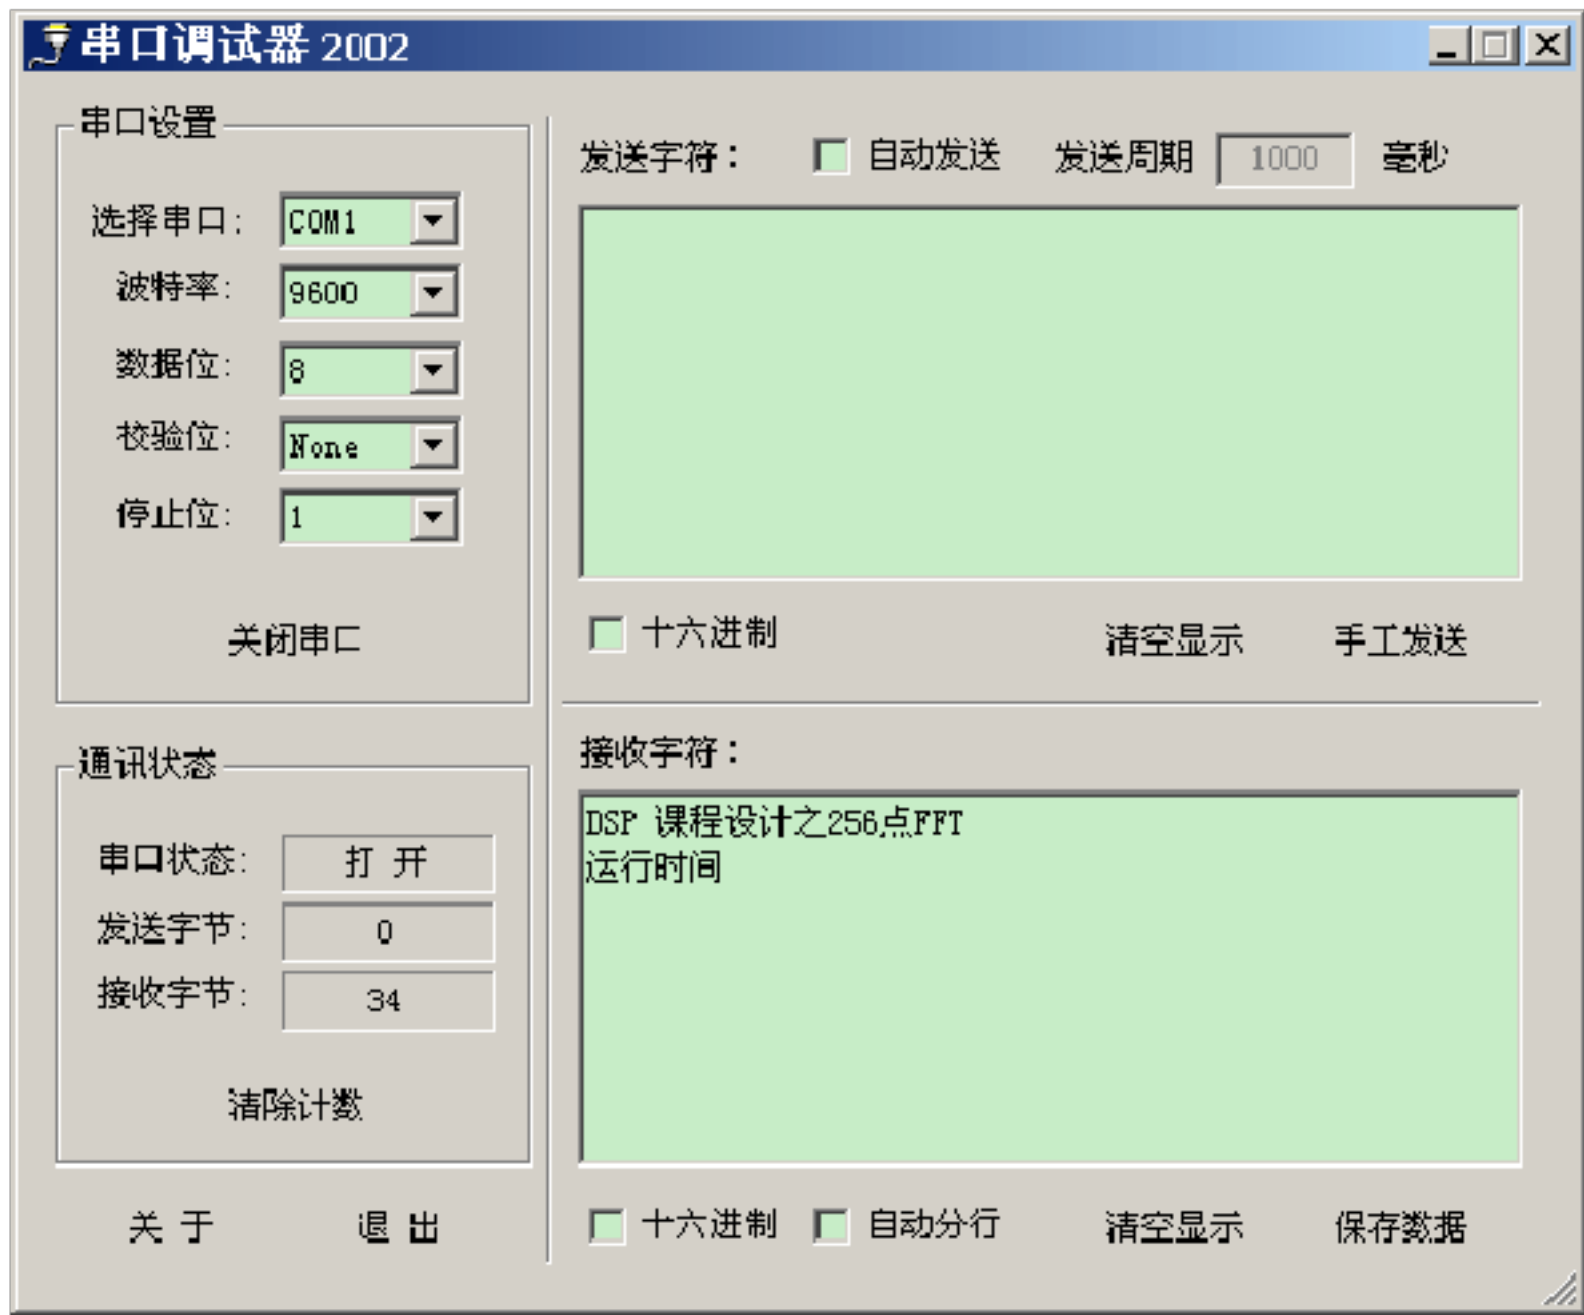 串口调试器 2002
串口设置
选择串口: COM1
波特率: 9600
数据位: 8
校验位: None
停止位: 1
关闭串口
通讯状态
串口状态: 打 开
发送字节: 0
接收字节: 34
清除计数
关 于 退 出
发送字符: 自动发送 发送周期 1000 毫秒
十六进制 清空显示 手工发送
接收字符:
DSP 课程设计之256点FFT
运行时间
十六进制 自动分行 清空显示 保存数据